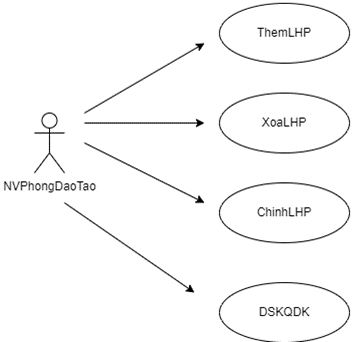 ThemLHP
XoaLHP
NVPhongDaoTao
ChinhLHP
DSKQDK